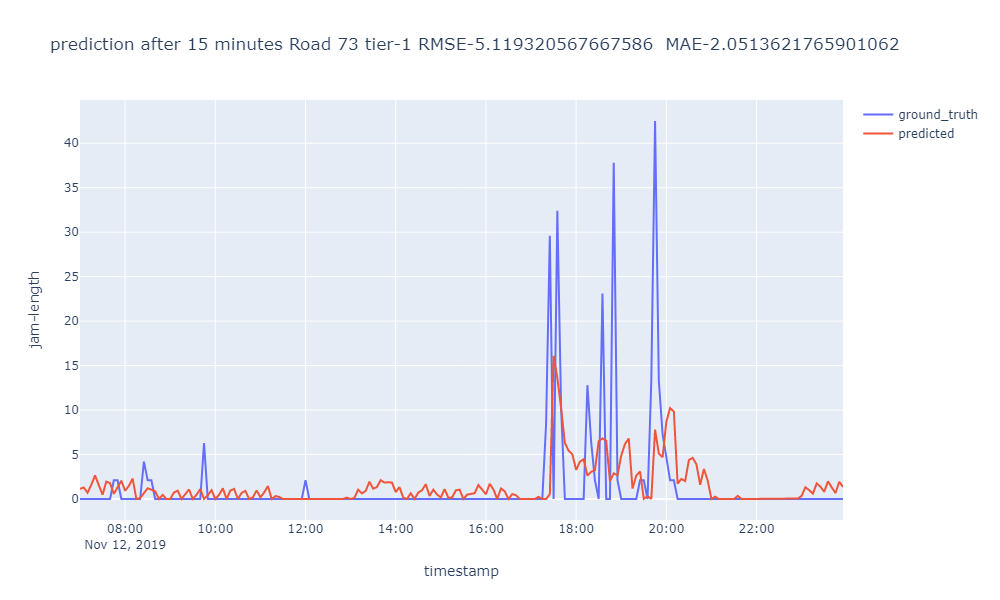 prediction after 15 minutes Road 73 tier-1 RMSE-5.119320567667586  MAE-2.0513621765901062
ground_truth
predicted
40
35
30
25
20
15
10
5
0
jam-length
08:00 10:00 12:00 14:00 16:00 18:00 20:00 22:00
Nov 12, 2019
timestamp